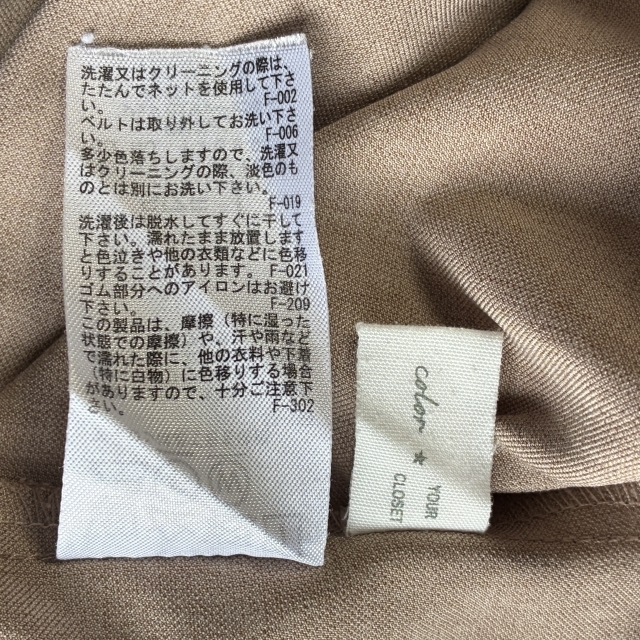 洗濯又はクリーニングの際は、
たたんでネットを使用して下さ
い。 F-002
ベルトは取り外してお洗い下さ
い。 F-006
多少色落ちしますので、洗濯又
はクリーニングの際、淡色のも
のとは別にお洗い下さい。
F-019
洗濯後は脱水してすぐに干して
下さい。濡れたまま放置します
と色泣きや他の衣類などに色移
りすることがあります。 F-021
ゴム部分へのアイロンはお避け
下さい。 F-209
この製品は、摩擦（特に湿った
状態での摩擦）や、汗や雨など
で濡れた際に、他の衣料や下着
（特に白物）に色移りする場合
がありますので、十分ご注意下
さい。 F-302
color ★
YOUR
CLOSET